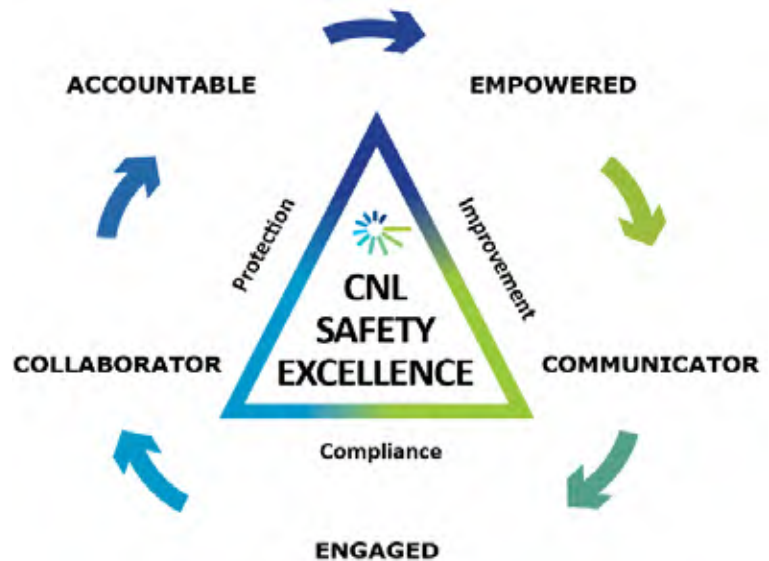 ACCOUNTABLE
EMPOWERED
Protection
Improvement
CNL
SAFETY
EXCELLENCE
COLLABORATOR
COMMUNICATOR
Compliance
ENGAGED